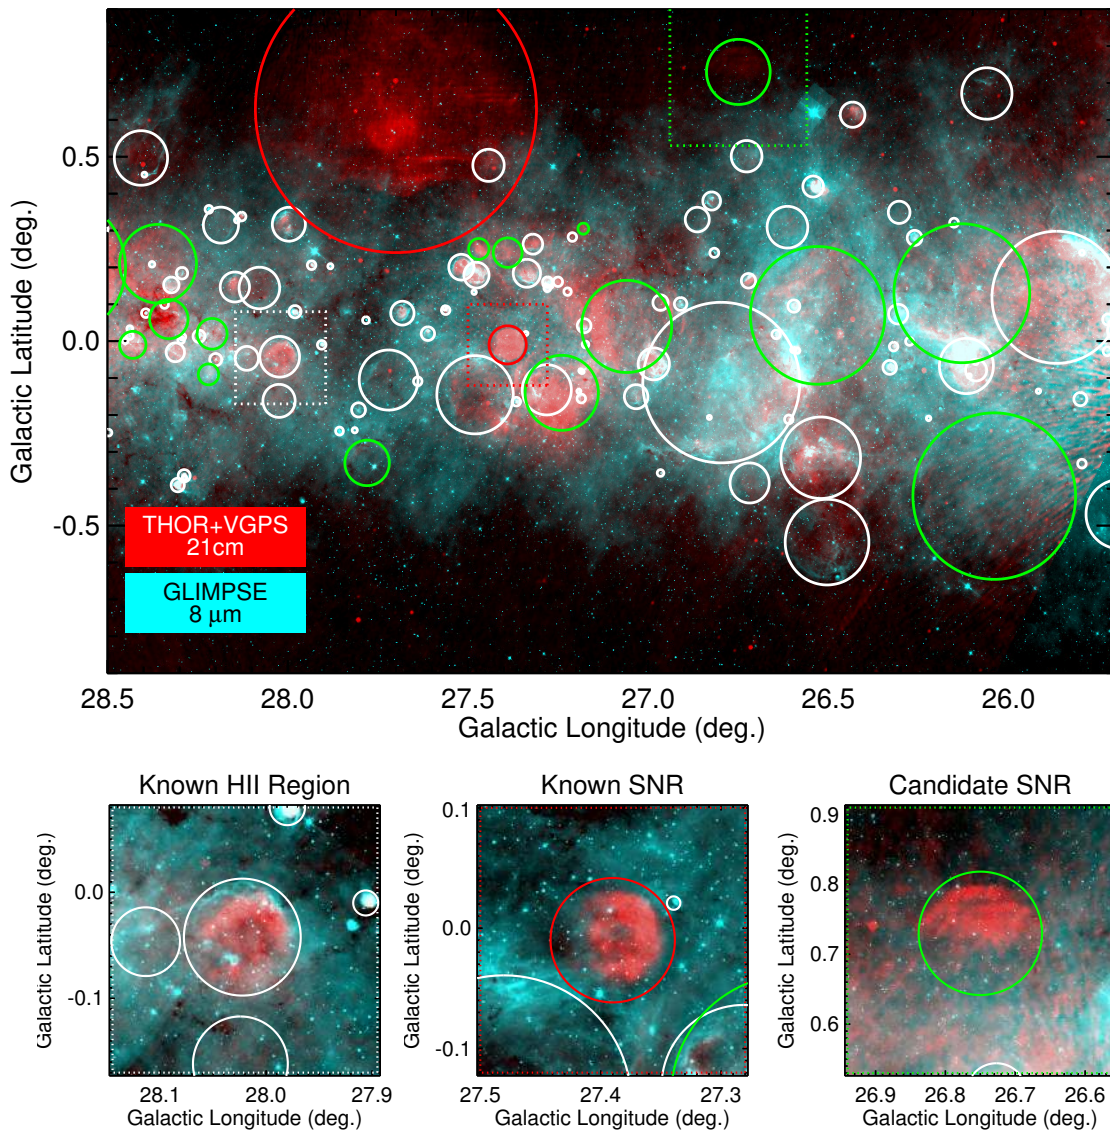 0.5
0.0
-0.5
Galactic Latitude (deg.)
THOR+VGPS
21cm
GLIMPSE
8 μm
28.5 28.0 27.5 27.0 26.5 26.0
Galactic Longitude (deg.)
Known HII Region
0.0
-0.1
Galactic Latitude (deg.)
28.1 28.0 27.9
Galactic Longitude (deg.)
Known SNR
0.1
0.0
-0.1
Galactic Latitude (deg.)
27.5 27.4 27.3
Galactic Longitude (deg.)
Candidate SNR
0.9
0.8
0.7
0.6
Galactic Latitude (deg.)
26.9 26.8 26.7 26.6
Galactic Longitude (deg.)